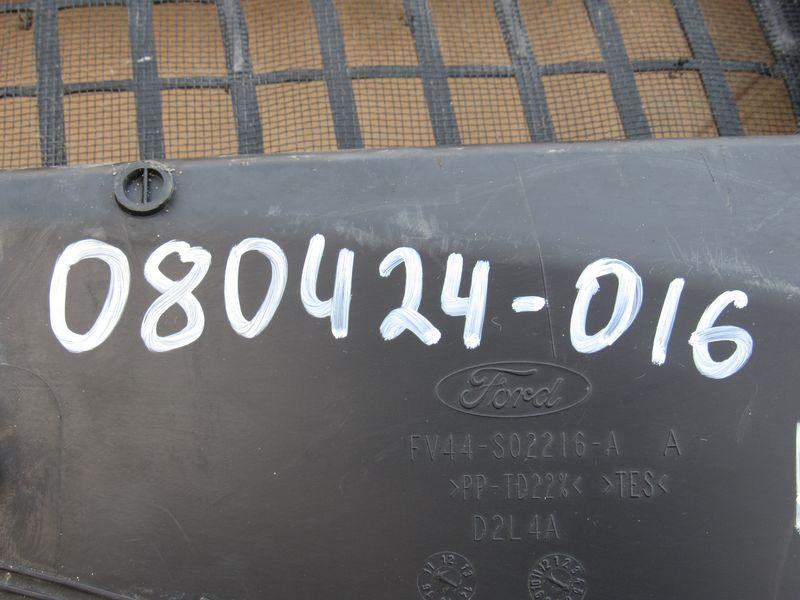 080424-016
Ford
FV44-S02216-A A
>PP-TD22%< >TES<
D2L4A